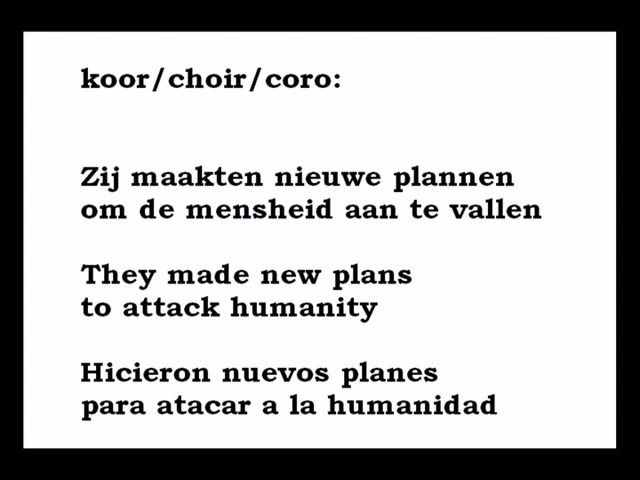 koor/choir/coro:
Zij maakten nieuwe plannen
om de mensheid aan te vallen
They made new plans
to attack humanity
Hicieron nuevos planes
para atacar a la humanidad